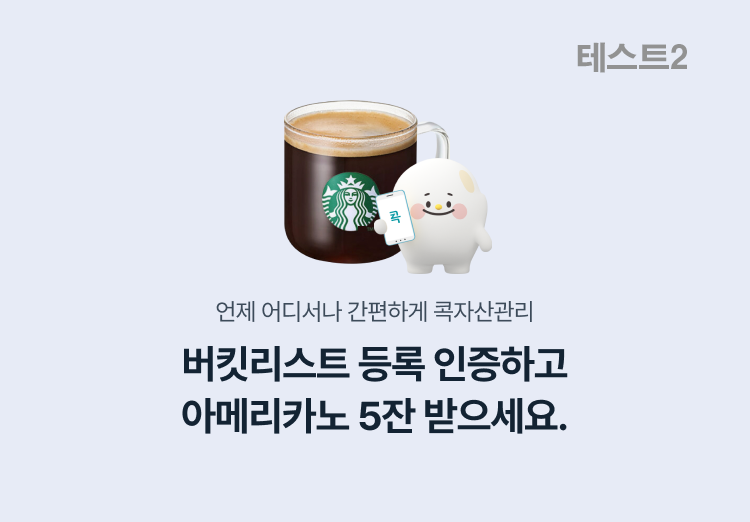 테스트2
콕
언제 어디서나 간편하게 콕자산관리
버킷리스트 등록 인증하고
아메리카노 5잔 받으세요.